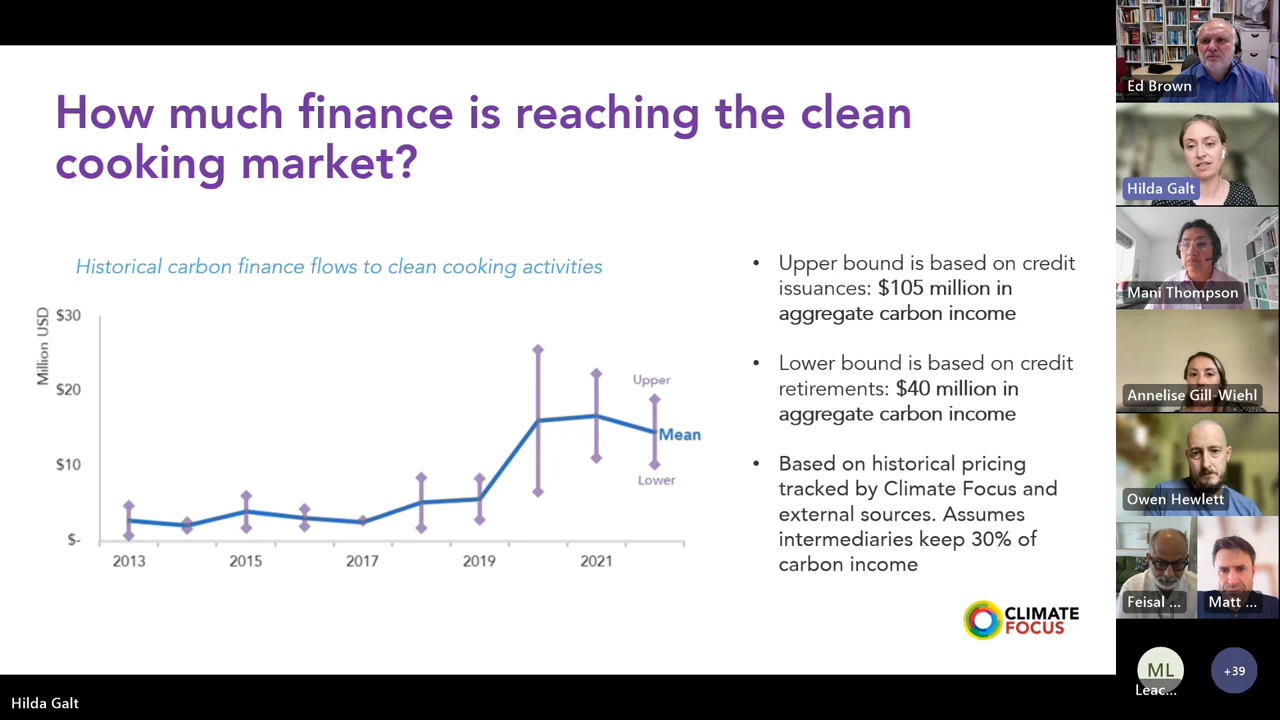 How much finance is reaching the clean
cooking market?
Historical carbon finance flows to clean cooking activities
Million USD
$30
$20
$10
$-
2013
2015
2017
2019
2021
Upper
Mean
Lower
• Upper bound is based on credit
issuances: $105 million in
aggregate carbon income
• Lower bound is based on credit
retirements: $40 million in
aggregate carbon income
• Based on historical pricing
tracked by Climate Focus and
external sources. Assumes
intermediaries keep 30% of
carbon income
CLIMATE
FOCUS
Ed Brown
Hilda Galt
Mani Thompson
Annelise Gill-Wiehl
Owen Hewlett
Feisal ...
Matt ...
ML
Leac...
+39
Hilda Galt